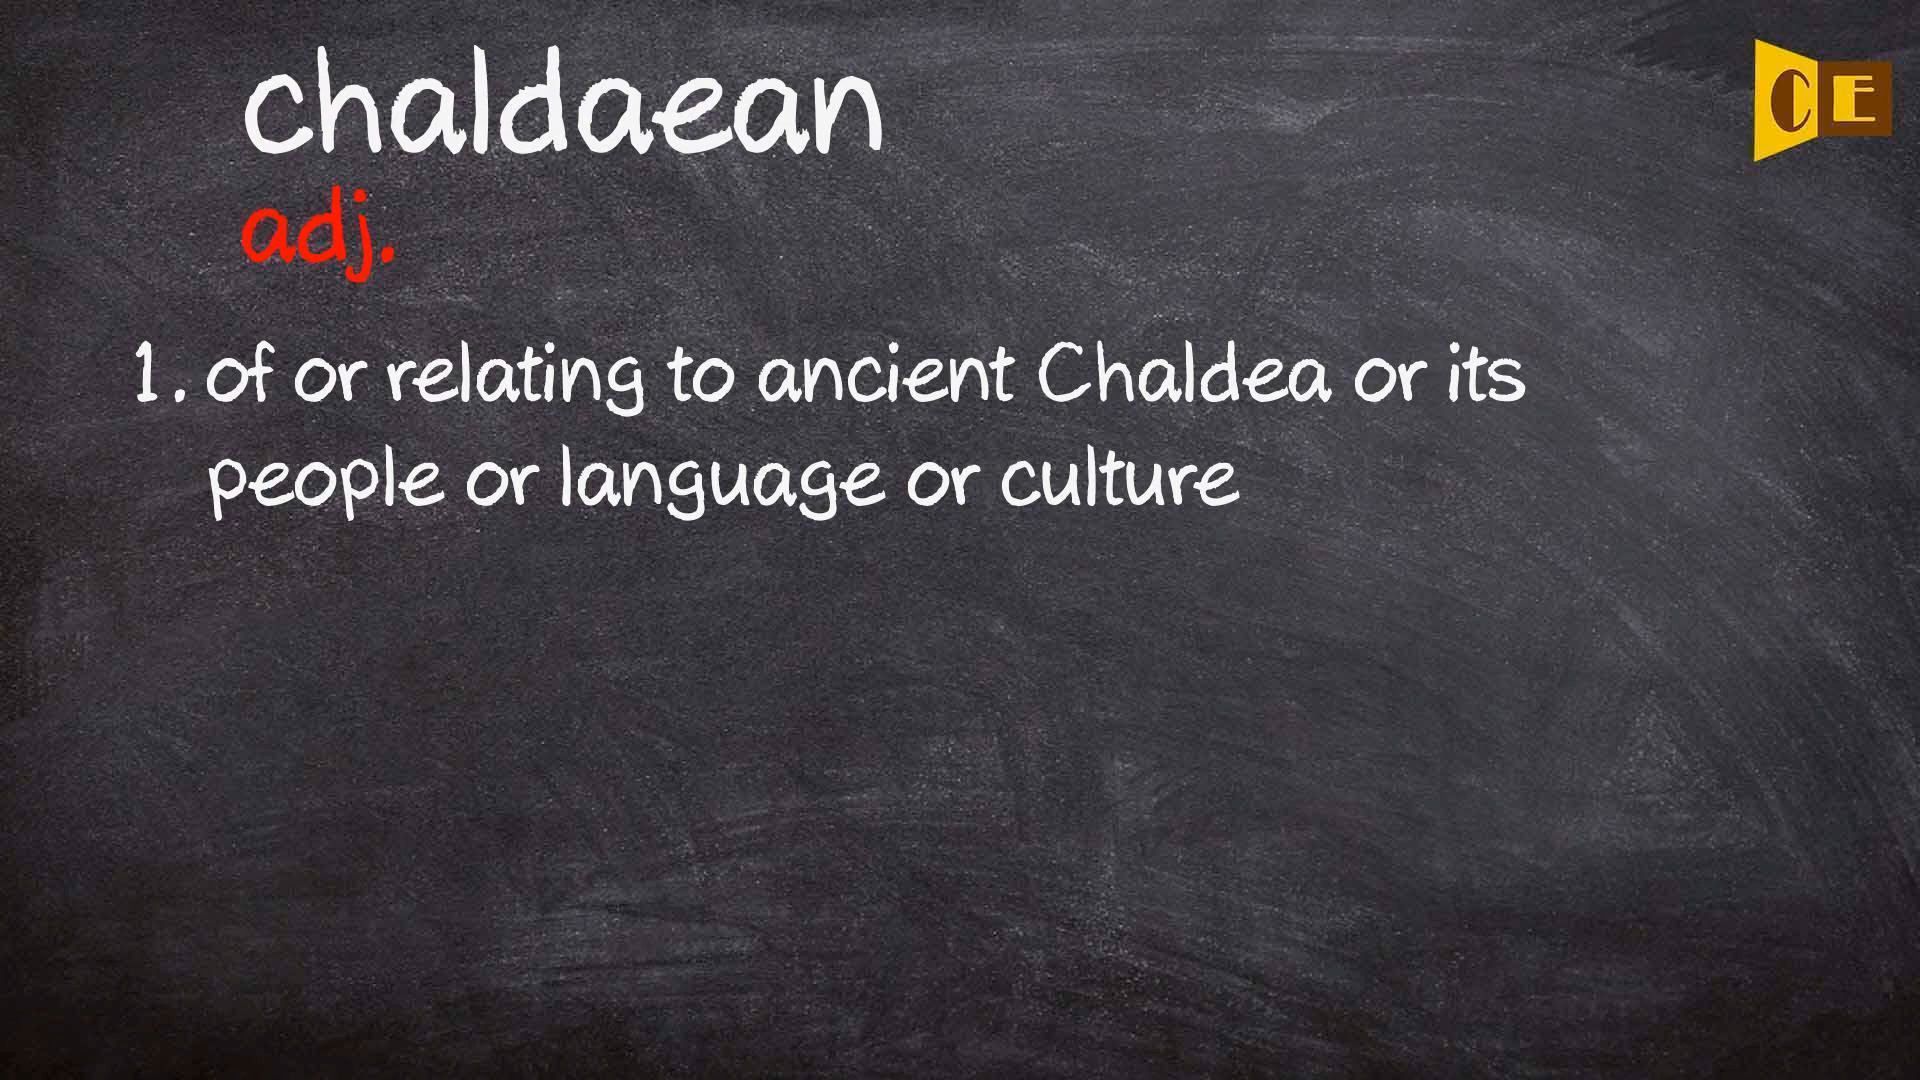 chaldaean
CE
adj.
1. of or relating to ancient Chaldea or its
people or language or culture